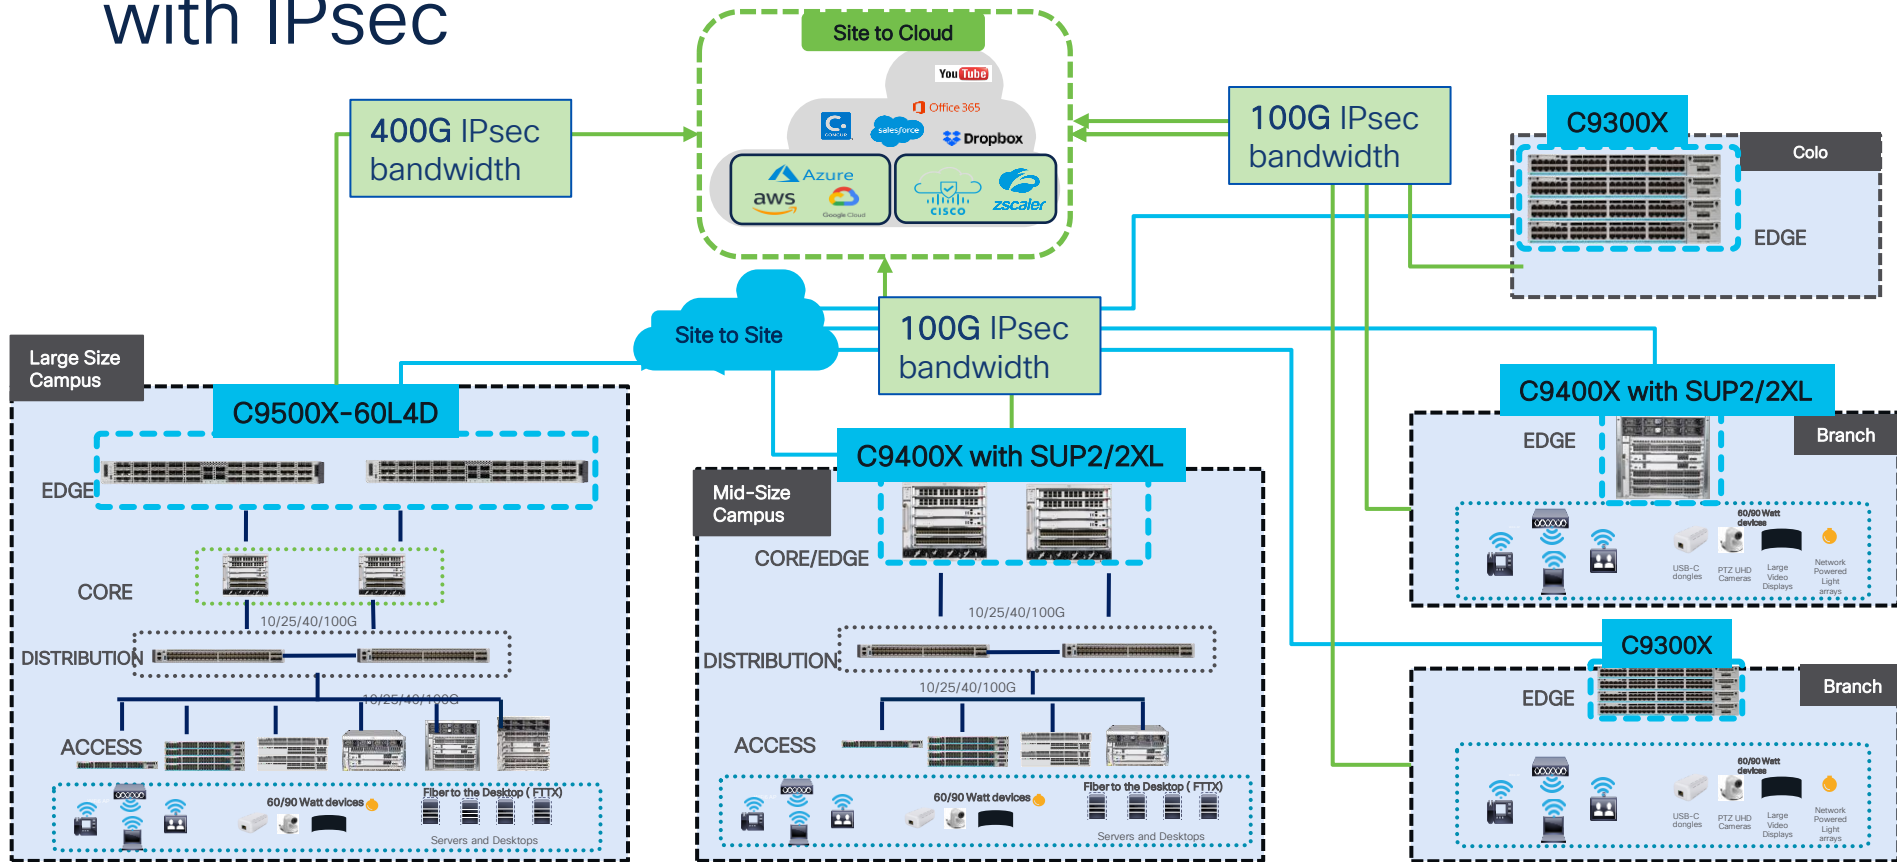 with IPsec
Site to Cloud
You Tube
Office 365
C.
CONCUR
salesforce
Dropbox
Azure
aws
Google Cloud
CISCO
zscaler
400G IPsec
bandwidth
100G IPsec
bandwidth
C9300X
Colo
EDGE
Site to Site
100G IPsec
bandwidth
Large Size
Campus
C9500X-60L4D
EDGE
CORE
10/25/40/100G
DISTRIBUTION
10/25/40/100G
ACCESS
60/90 Watt devices
Fiber to the Desktop ( FTTX)
Servers and Desktops
C9400X with SUP2/2XL
Mid-Size
Campus
CORE/EDGE
10/25/40/100G
DISTRIBUTION
10/25/40/100G
ACCESS
60/90 Watt devices
Fiber to the Desktop ( FTTX)
Servers and Desktops
C9400X with SUP2/2XL
Branch
EDGE
60/90 Watt
devices
USB-C
dongles
PTZ UHD
Cameras
Large
Video
Displays
Network
Powered
Light
arrays
C9300X
Branch
EDGE
60/90 Watt
devices
USB-C
dongles
PTZ UHD
Cameras
Large
Video
Displays
Network
Powered
Light
arrays